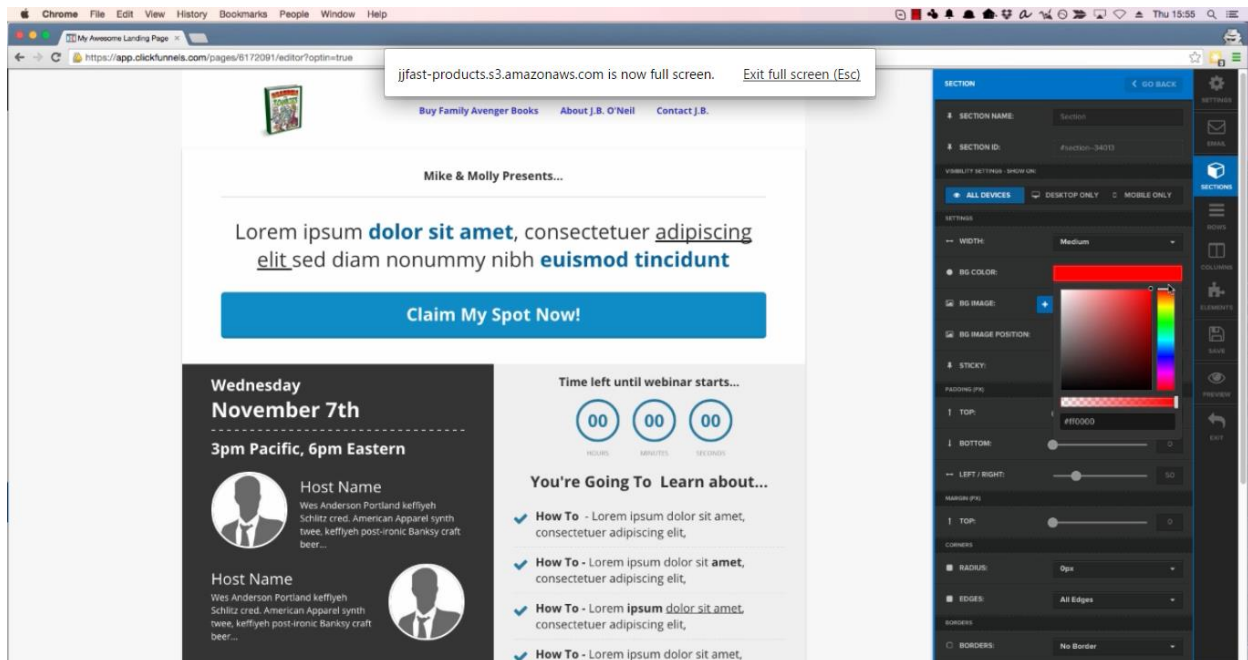 Chrome File Edit View History Bookmarks People Window Help
Thu 15:55
My Awesome Landing Page
https://app.clickfunnels.com/pages/6172091/editor?optin=true
jjfast-products.s3.amazonaws.com is now full screen. Exit full screen (Esc)
Buy Family Avenger Books About J.B. O'Neil Contact J.B.
Mike & Molly Presents...
Lorem ipsum dolor sit amet, consectetuer adipiscing
elit sed diam nonummy nibh euismod tincidunt
Claim My Spot Now!
Wednesday
November 7th
3pm Pacific, 6pm Eastern
Host Name
Wes Anderson Portland keffiyeh
Schlitz cred. American Apparel synth
twee, keffiyeh post-ironic Banksy craft
beer...
Host Name
Wes Anderson Portland keffiyeh
Schlitz cred. American Apparel synth
twee, keffiyeh post-ironic Banksy craft
beer...
Time left until webinar starts...
00 00 00
HOURS MINUTES SECONDS
You're Going To Learn about...
How To - Lorem ipsum dolor sit amet,
consectetuer adipiscing elit,
How To - Lorem ipsum dolor sit amet,
consectetuer adipiscing elit,
How To - Lorem ipsum dolor sit amet,
consectetuer adipiscing elit,
How To - Lorem ipsum dolor sit amet,
SECTION GO BACK
SECTION NAME: Section
SECTION ID: #section-34013
VISIBILITY SETTINGS - SHOW ON:
ALL DEVICES DESKTOP ONLY MOBILE ONLY
SETTINGS
WIDTH: Medium
BG COLOR:
BG IMAGE:
BG IMAGE POSITION:
STICKY:
PADDING (PX)
TOP:
#ff0000
BOTTOM: 0
LEFT / RIGHT: 50
MARGIN (PX)
TOP: 0
CORNERS
RADIUS: 0px
EDGES: All Edges
BORDERS
BORDERS: No Border
SETTINGS
EMAIL
SECTIONS
ROWS
COLUMNS
ELEMENTS
SAVE
PREVIEW
EXIT